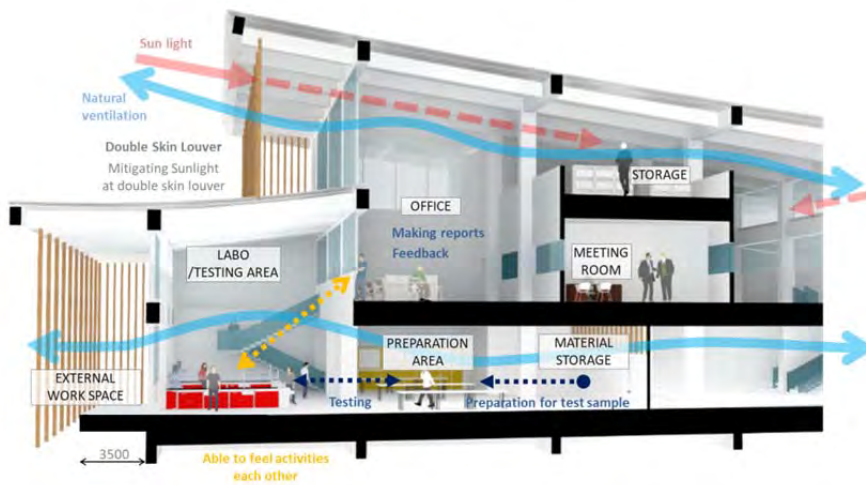 Sun light
Natural
ventilation
Double Skin Louver
Mitigating Sunlight
at double skin louver
STORAGE
OFFICE
Making reports
Feedback
LABO
/TESTING AREA
MEETING
ROOM
PREPARATION
AREA
MATERIAL
STORAGE
EXTERNAL
WORK SPACE
Testing
Preparation for test sample
3500
Able to feel activities
each other